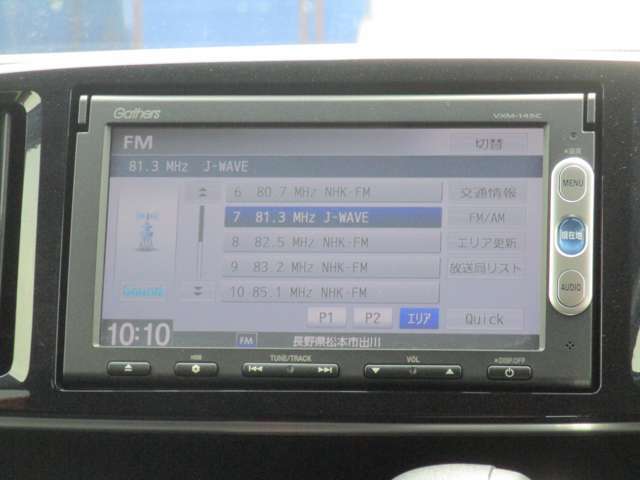 Gathers
VXM-145C
FM
切替
81.3 MHz J-WAVE
6 80.7 MHz NHK-FM
交通情報
7 81.3 MHz J-WAVE
FM/AM
8 82.5 MHz NHK-FM
エリア更新
9 83.2 MHz NHK-FM
放送局リスト
10 85.1 MHz NHK-FM
P1
P2
エリア
Quick
10:10
FM
長野県松本市出川
MENU
現在地
AUDIO
TUNE/TRACK
VOL
DISP.OFF